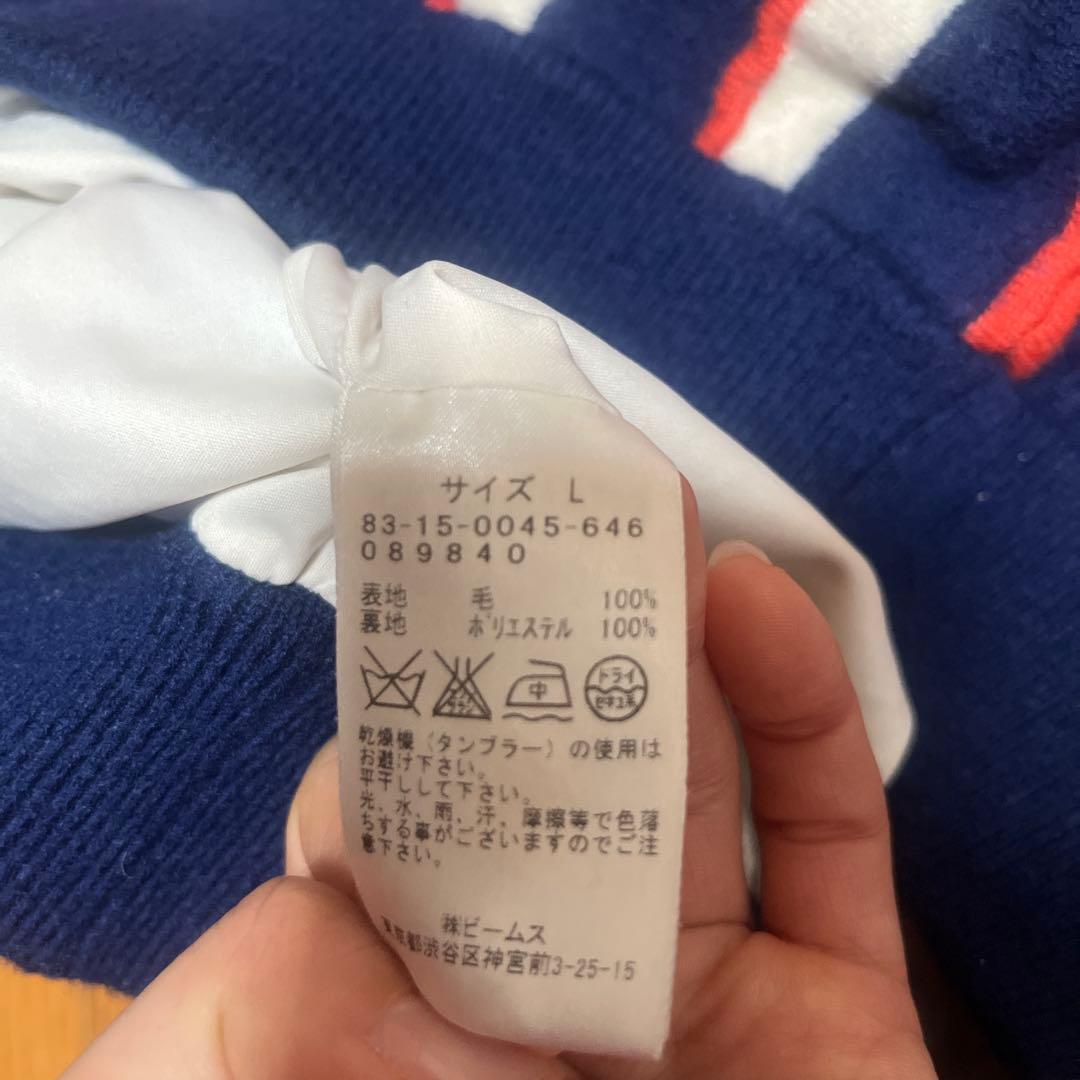 サイズ L
83-15-0045-646
089840
表地 毛 100%
裏地 ポリエステル 100%
中 ドライ
セキユ系
乾燥機（タンブラー）の使用は
お避け下さい。
平干しして下さい。
光、水、雨、汗、摩擦等で色落
ちする事がございますのでご注
意下さい。
㈱ビームス
東京都渋谷区神宮前3-25-15